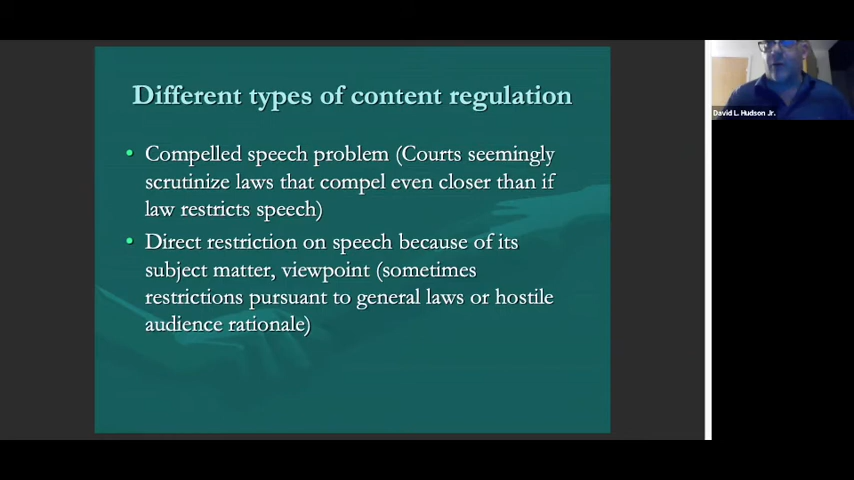 Different types of content regulation
• Compelled speech problem (Courts seemingly
scrutinize laws that compel even closer than if
law restricts speech)
• Direct restriction on speech because of its
subject matter, viewpoint (sometimes
restrictions pursuant to general laws or hostile
audience rationale)
David L. Hudson Jr.